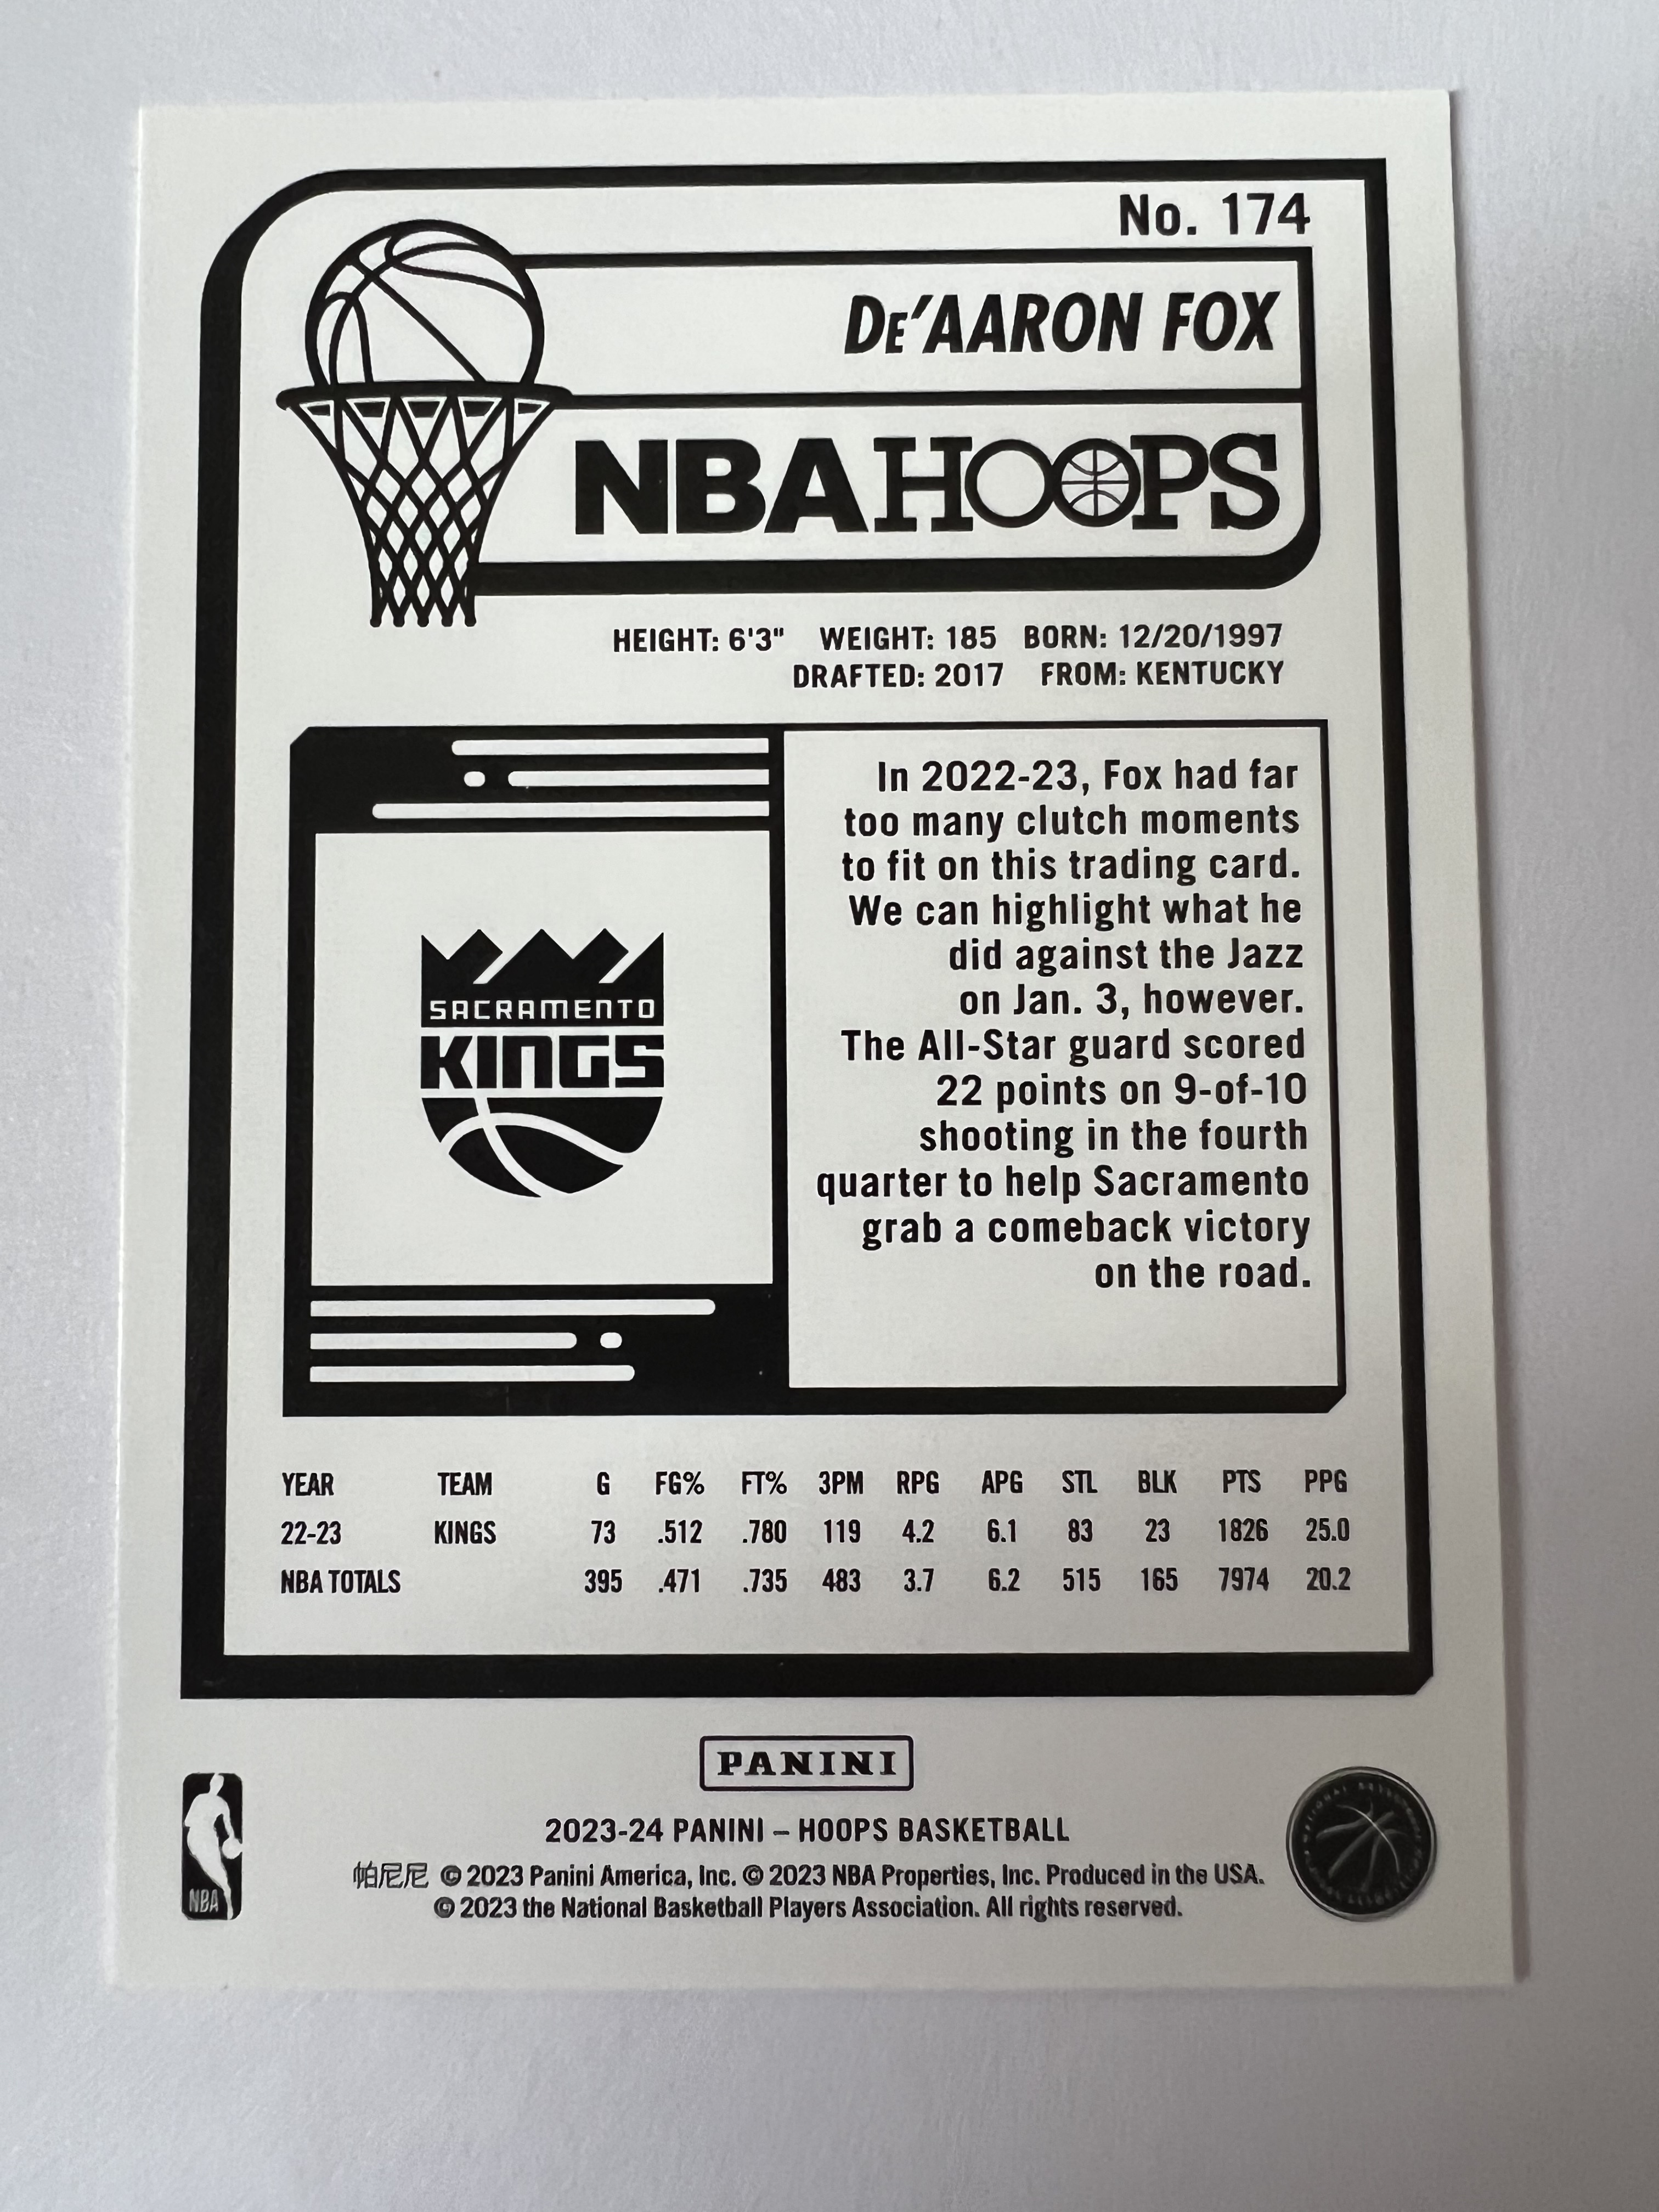 No. 174
De'AARON FOX
NBA HOOPS
HEIGHT: 6'3" WEIGHT: 185 BORN: 12/20/1997
DRAFTED: 2017 FROM: KENTUCKY
In 2022-23, Fox had far
too many clutch moments
to fit on this trading card.
We can highlight what he
did against the Jazz
on Jan. 3, however.
The All-Star guard scored
22 points on 9-of-10
shooting in the fourth
quarter to help Sacramento
grab a comeback victory
on the road.
SACRAMENTO
KINGS
YEAR TEAM G FG% FT% 3PM RPG APG STL BLK PTS PPG
22-23 KINGS 73 .512 .780 119 4.2 6.1 83 23 1826 25.0
NBA TOTALS 395 .471 .735 483 3.7 6.2 515 165 7974 20.2
PANINI
2023-24 PANINI – HOOPS BASKETBALL
帕尼尼 © 2023 Panini America, Inc. © 2023 NBA Properties, Inc. Produced in the USA.
© 2023 the National Basketball Players Association. All rights reserved.
NBA